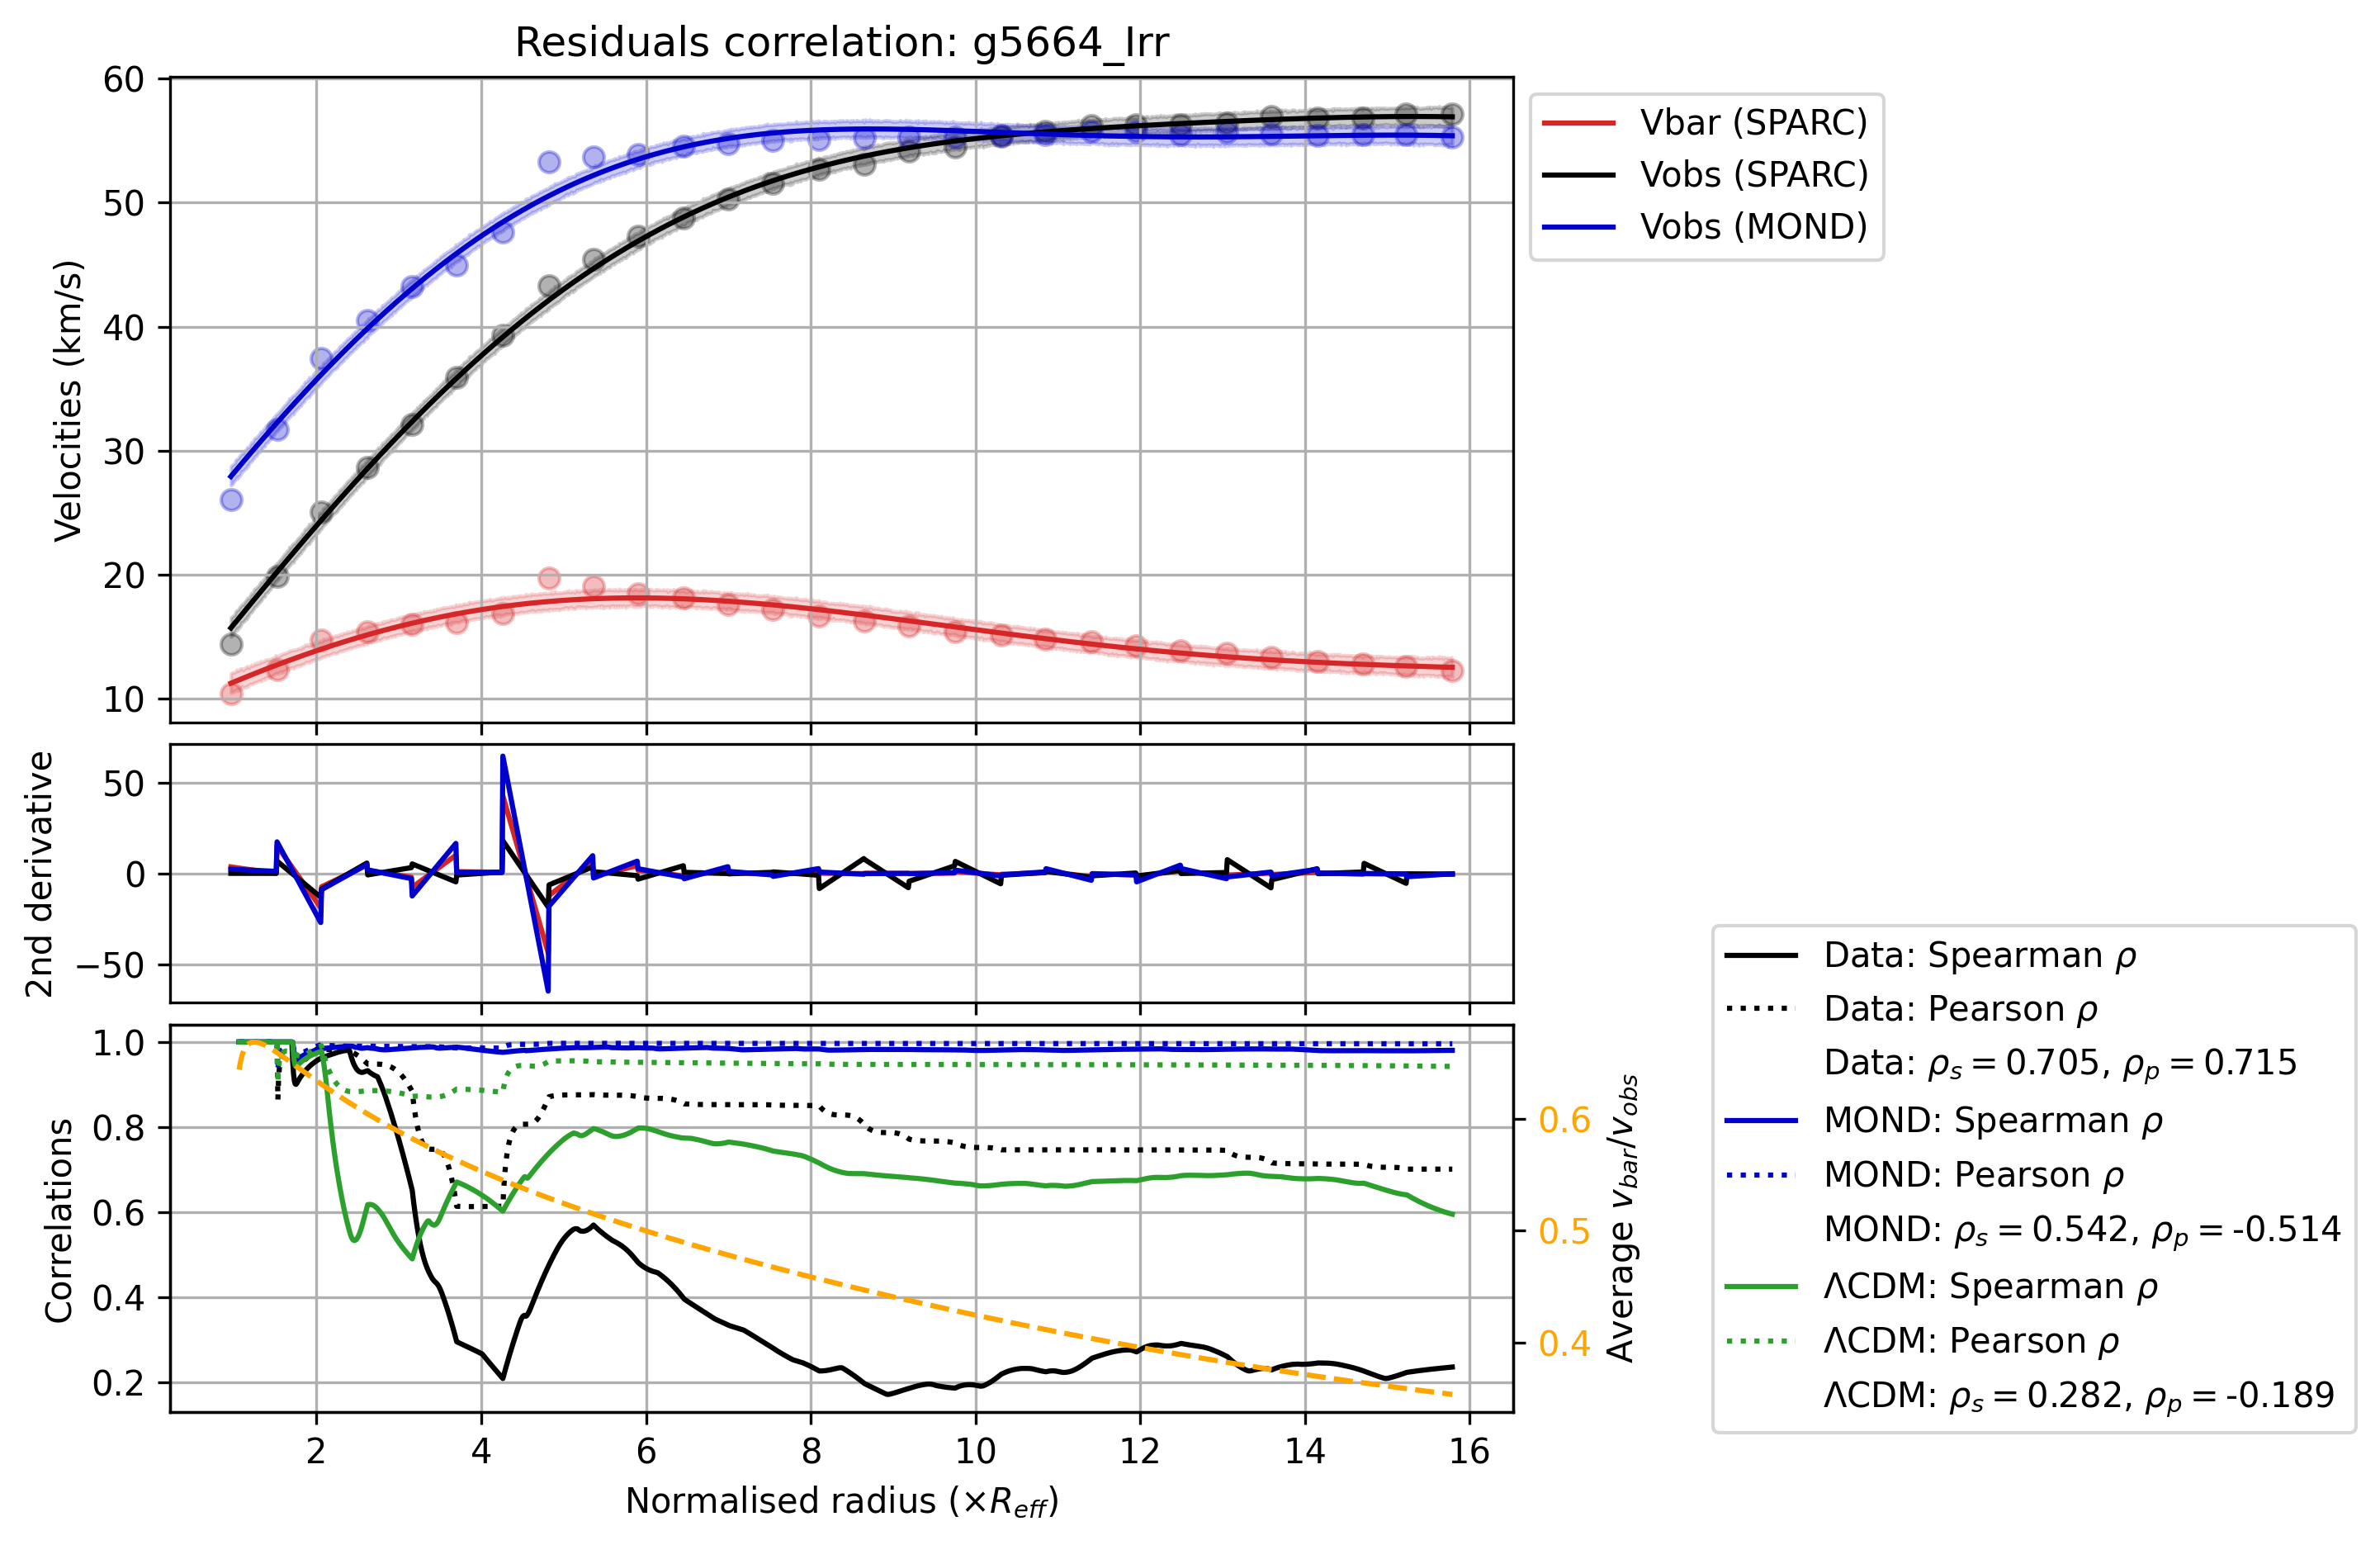 Residuals correlation: g5664_Irr
60
50
40
30
20
10
Velocities (km/s)
Vbar (SPARC)
Vobs (SPARC)
Vobs (MOND)
50
0
−50
2nd derivative
1.0
0.8
0.6
0.4
0.2
Correlations
0.6
0.5
0.4
Average v_bar/v_obs
2 4 6 8 10 12 14 16
Normalised radius (×R_eff)
Data: Spearman ρ
Data: Pearson ρ
Data: ρ_s = 0.705, ρ_p = 0.715
MOND: Spearman ρ
MOND: Pearson ρ
MOND: ρ_s = 0.542, ρ_p = -0.514
ΛCDM: Spearman ρ
ΛCDM: Pearson ρ
ΛCDM: ρ_s = 0.282, ρ_p = -0.189